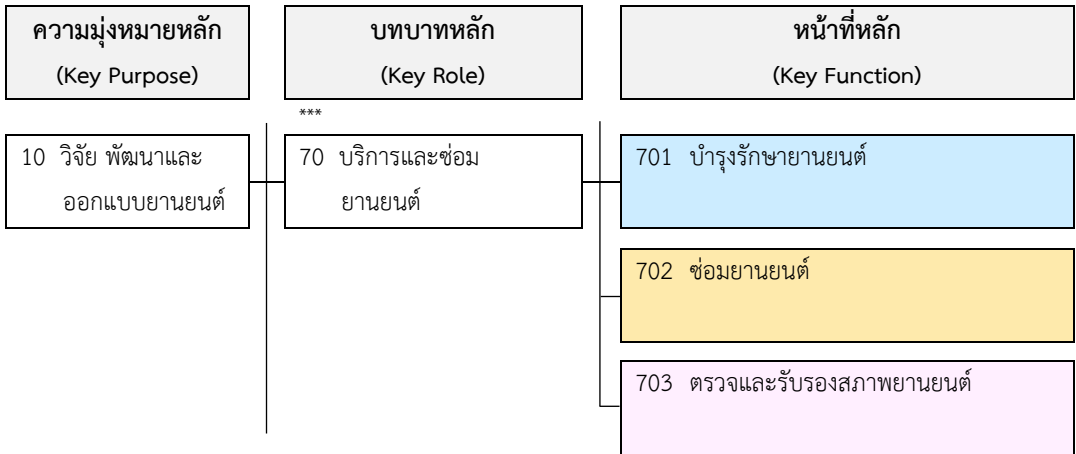 ความมุ่งหมายหลัก
(Key Purpose)
บทบาทหลัก
(Key Role)
หน้าที่หลัก
(Key Function)
***
10 วิจัย พัฒนาและ
ออกแบบยานยนต์
70 บริการและซ่อม
ยานยนต์
701 บำรุงรักษายานยนต์
702 ซ่อมยานยนต์
703 ตรวจและรับรองสภาพยานยนต์